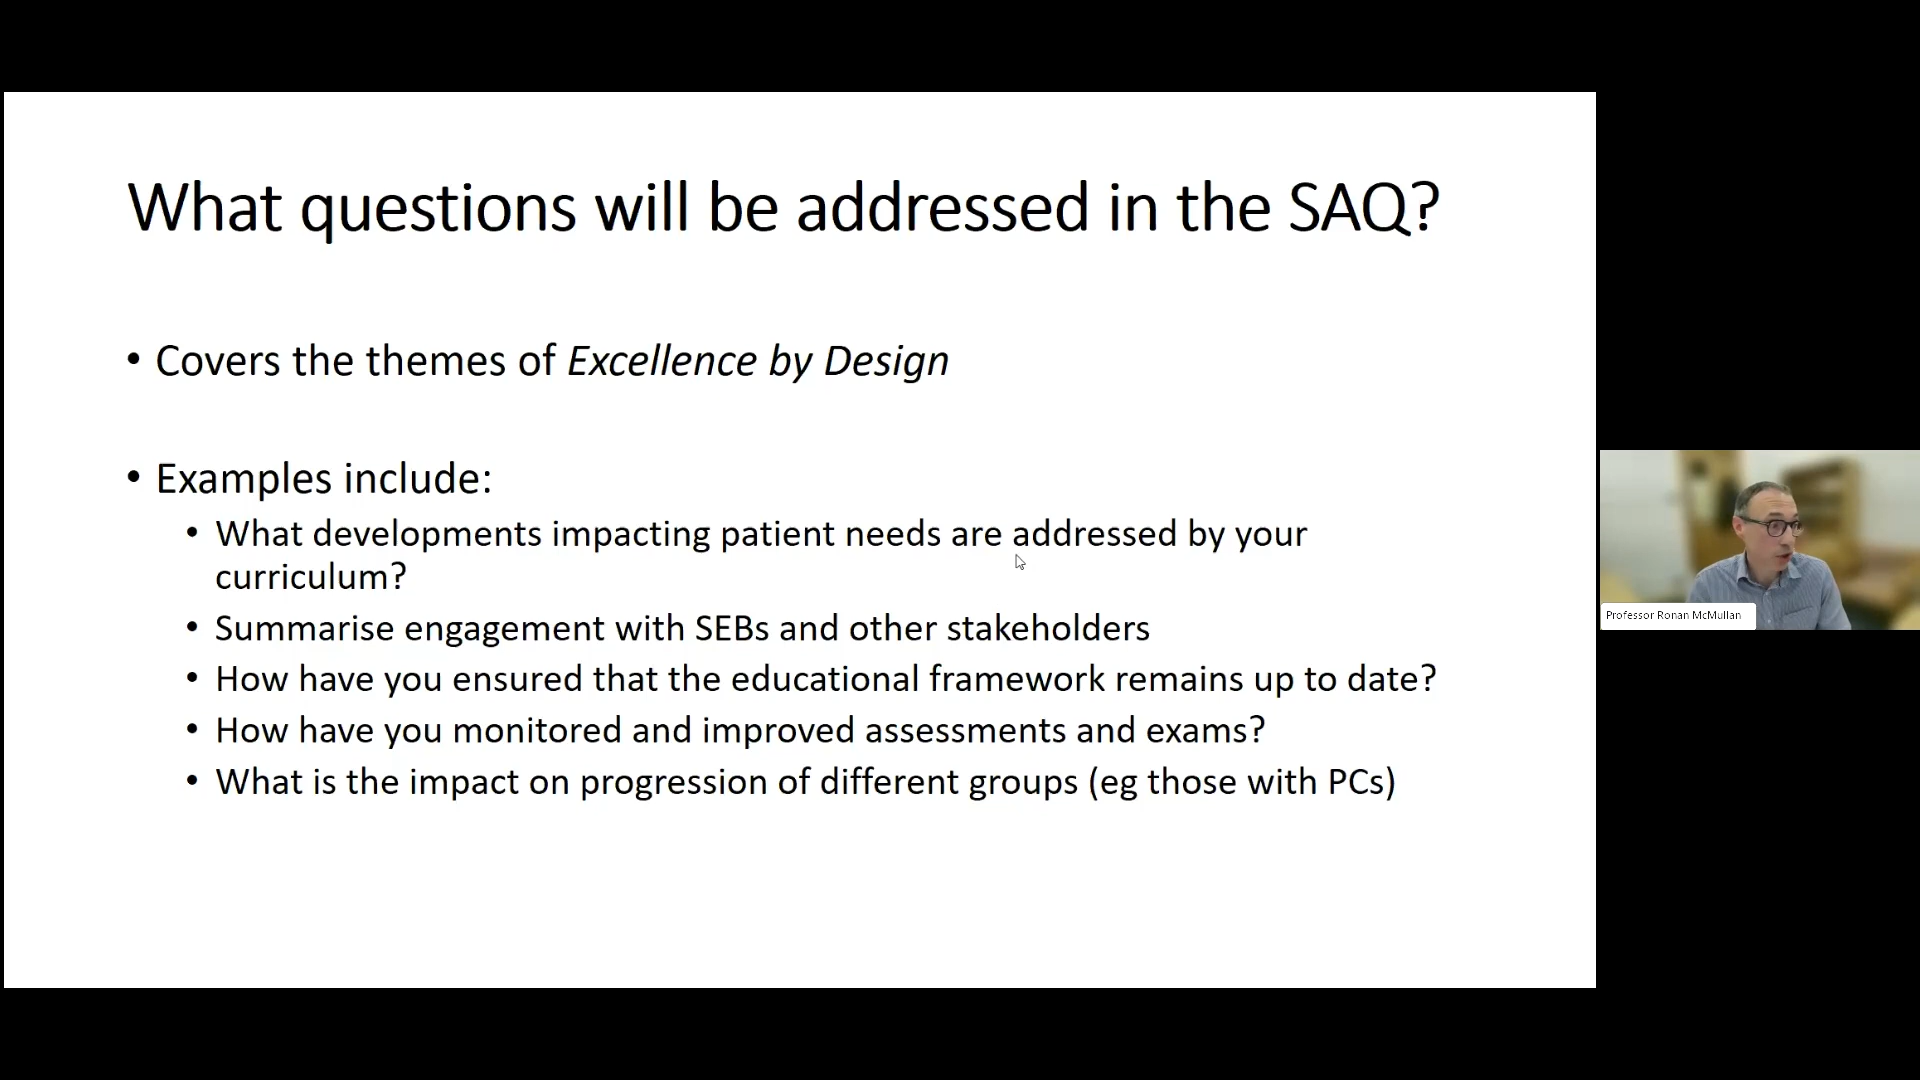 What questions will be addressed in the SAQ?
• Covers the themes of Excellence by Design
• Examples include:
• What developments impacting patient needs are addressed by your
curriculum?
• Summarise engagement with SEBs and other stakeholders
• How have you ensured that the educational framework remains up to date?
• How have you monitored and improved assessments and exams?
• What is the impact on progression of different groups (eg those with PCs)
Professor Ronan McMullan